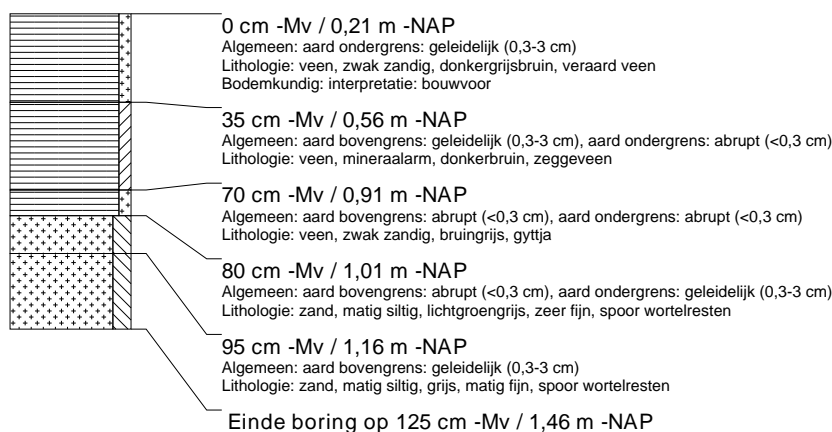 0 cm -Mv / 0,21 m -NAP
Algemeen: aard ondergrens: geleidelijk (0,3-3 cm)
Lithologie: veen, zwak zandig, donkergrijsbruin, veraard veen
Bodemkundig: interpretatie: bouwvoor
35 cm -Mv / 0,56 m -NAP
Algemeen: aard bovengrens: geleidelijk (0,3-3 cm), aard ondergrens: abrupt (<0,3 cm)
Lithologie: veen, mineraalarm, donkerbruin, zeggeveen
70 cm -Mv / 0,91 m -NAP
Algemeen: aard bovengrens: abrupt (<0,3 cm), aard ondergrens: abrupt (<0,3 cm)
Lithologie: veen, zwak zandig, bruingrijs, gyttja
80 cm -Mv / 1,01 m -NAP
Algemeen: aard bovengrens: abrupt (<0,3 cm), aard ondergrens: geleidelijk (0,3-3 cm)
Lithologie: zand, matig siltig, lichtgroengrijs, zeer fijn, spoor wortelresten
95 cm -Mv / 1,16 m -NAP
Algemeen: aard bovengrens: geleidelijk (0,3-3 cm)
Lithologie: zand, matig siltig, grijs, matig fijn, spoor wortelresten
Einde boring op 125 cm -Mv / 1,46 m -NAP